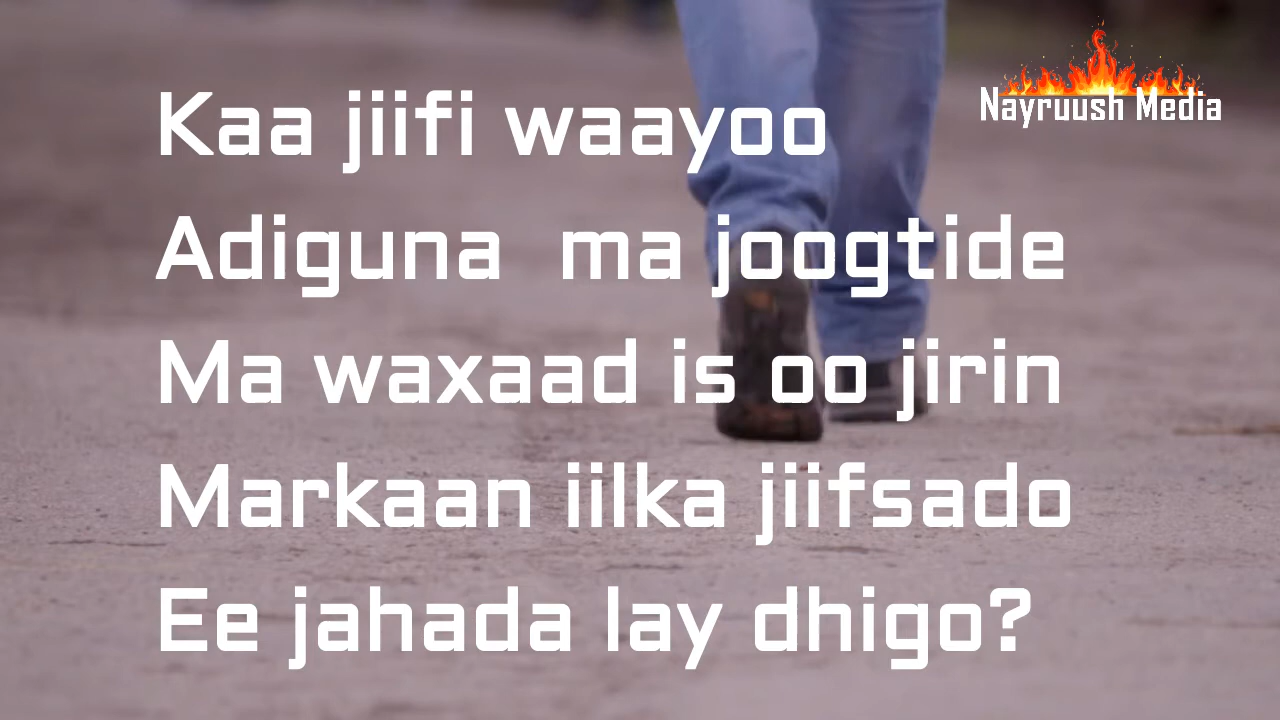 Nayruush Media
Kaa jiifi waayoo
Adiguna ma joogtide
Ma waxaad is oo jirin
Markaan iilka jiifsado
Ee jahada lay dhigo?